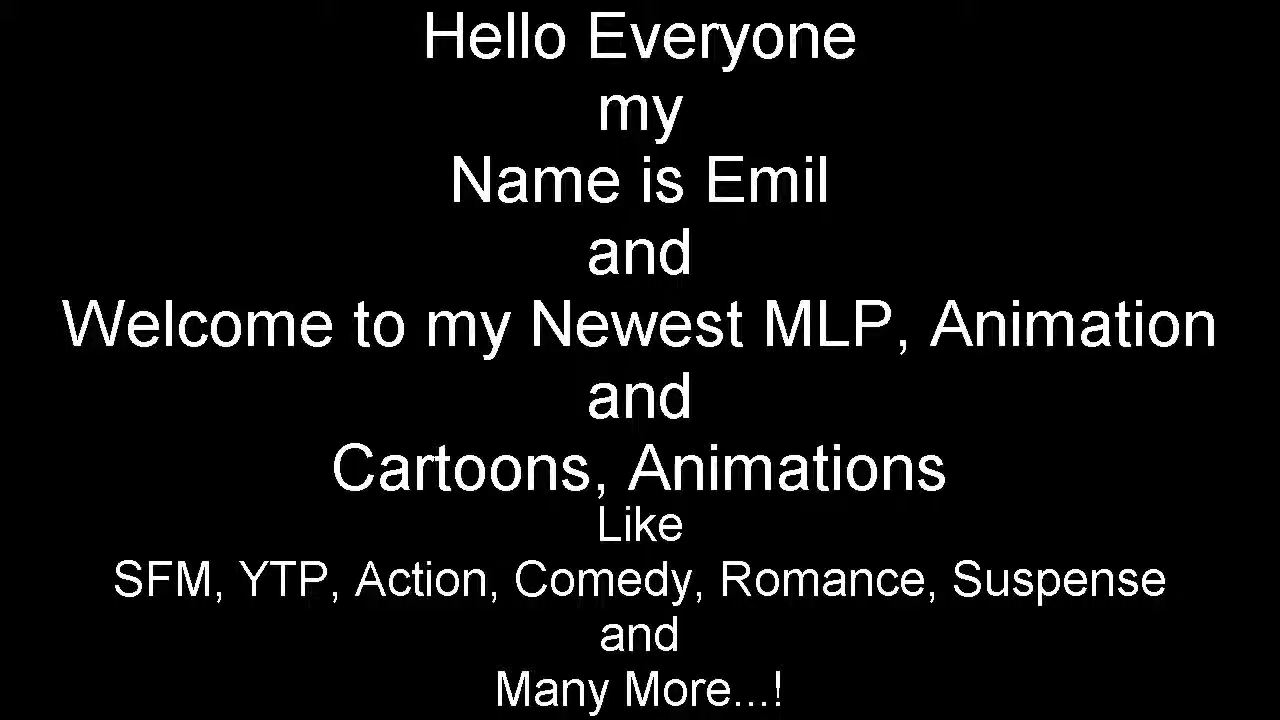 Hello Everyone
my
Name is Emil
and
Welcome to my Newest MLP, Animation
and
Cartoons, Animations
Like
SFM, YTP, Action, Comedy, Romance, Suspense
and
Many More...!